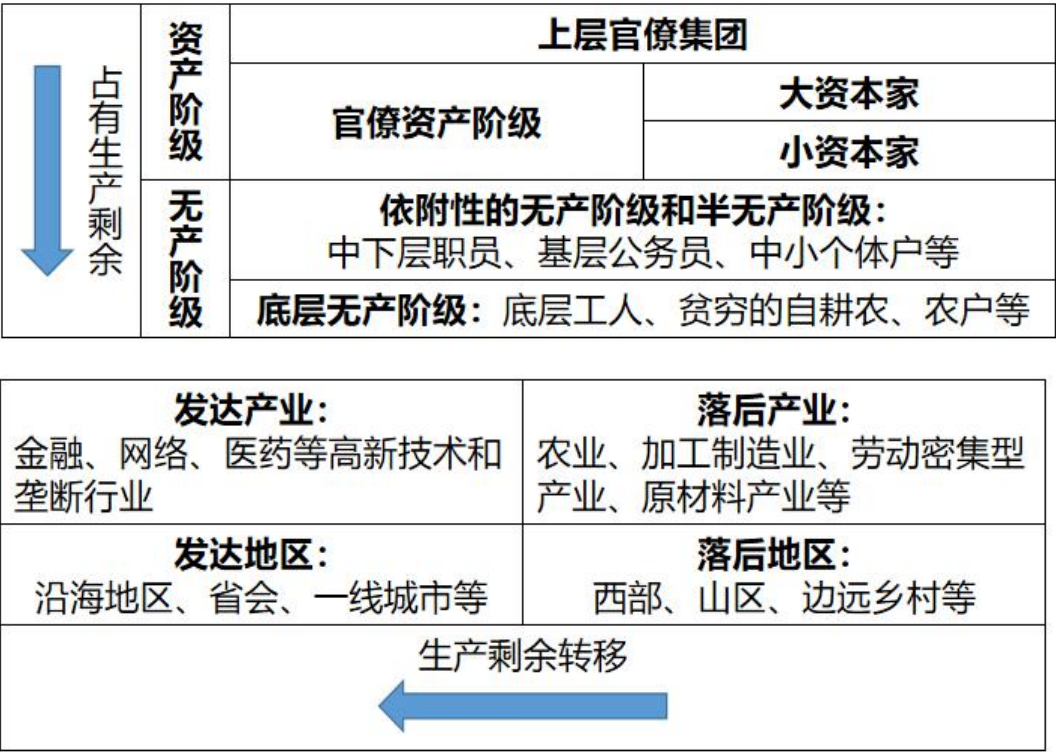 占有生产剩余
资产阶级
上层官僚集团
官僚资产阶级
大资本家
小资本家
无产阶级
依附性的无产阶级和半无产阶级：
中下层职员、基层公务员、中小个体户等
底层无产阶级：底层工人、贫穷的自耕农、农户等
发达产业：
金融、网络、医药等高新技术和
垄断行业
落后产业：
农业、加工制造业、劳动密集型
产业、原材料产业等
发达地区：
沿海地区、省会、一线城市等
落后地区：
西部、山区、边远乡村等
生产剩余转移